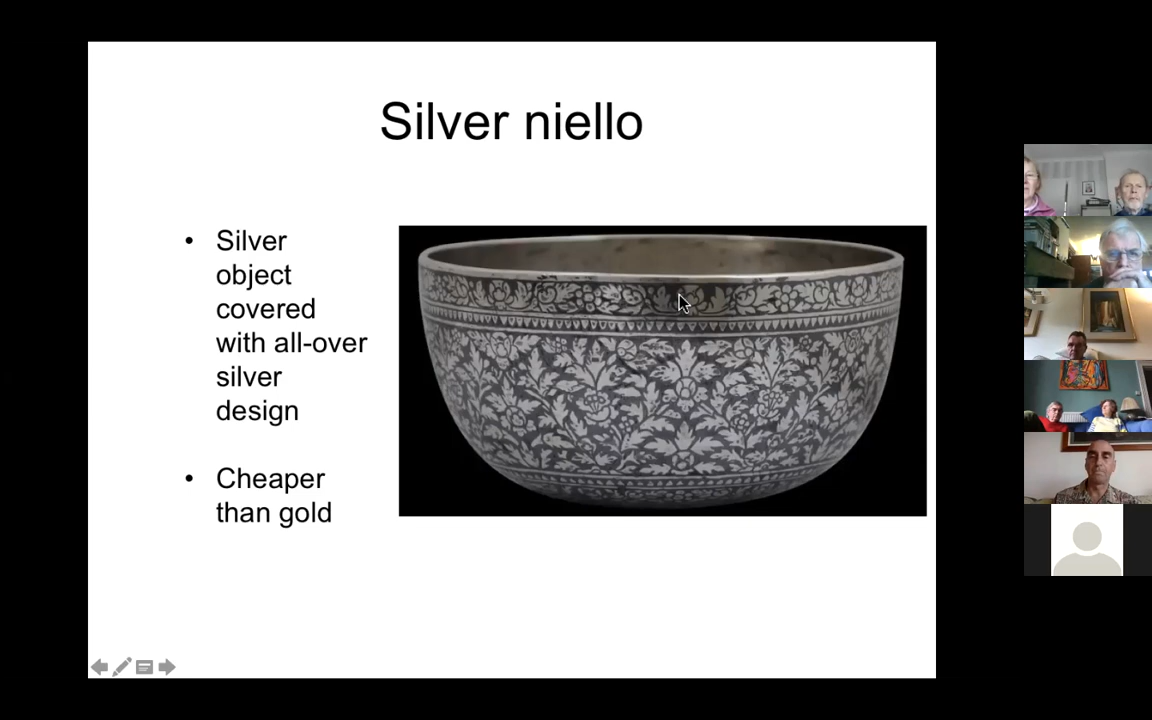 Silver niello
• Silver
object
covered
with all-over
silver
design
• Cheaper
than gold